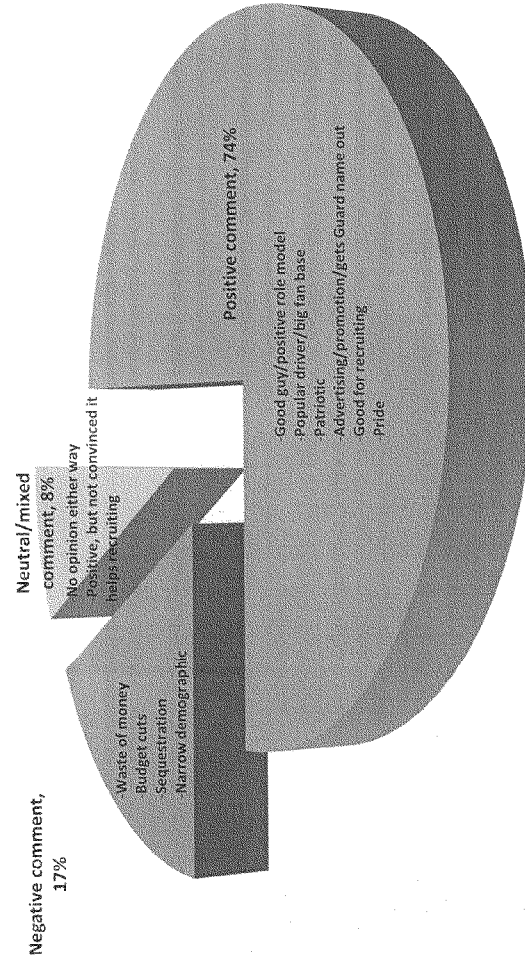 Negative comment,
17%
-Waste of money
Budget cuts
-Sequestration
-Narrow demographic
Neutral/mixed
comment, 8%
-No opinion either way
Positive, but not convinced it
helps recruiting
Positive comment, 74%
-Good guy/positive role model
-Popular driver/big fan base
-Patriotic
-Advertising/promotion/gets Guard name out
-Good for recruiting
-Pride